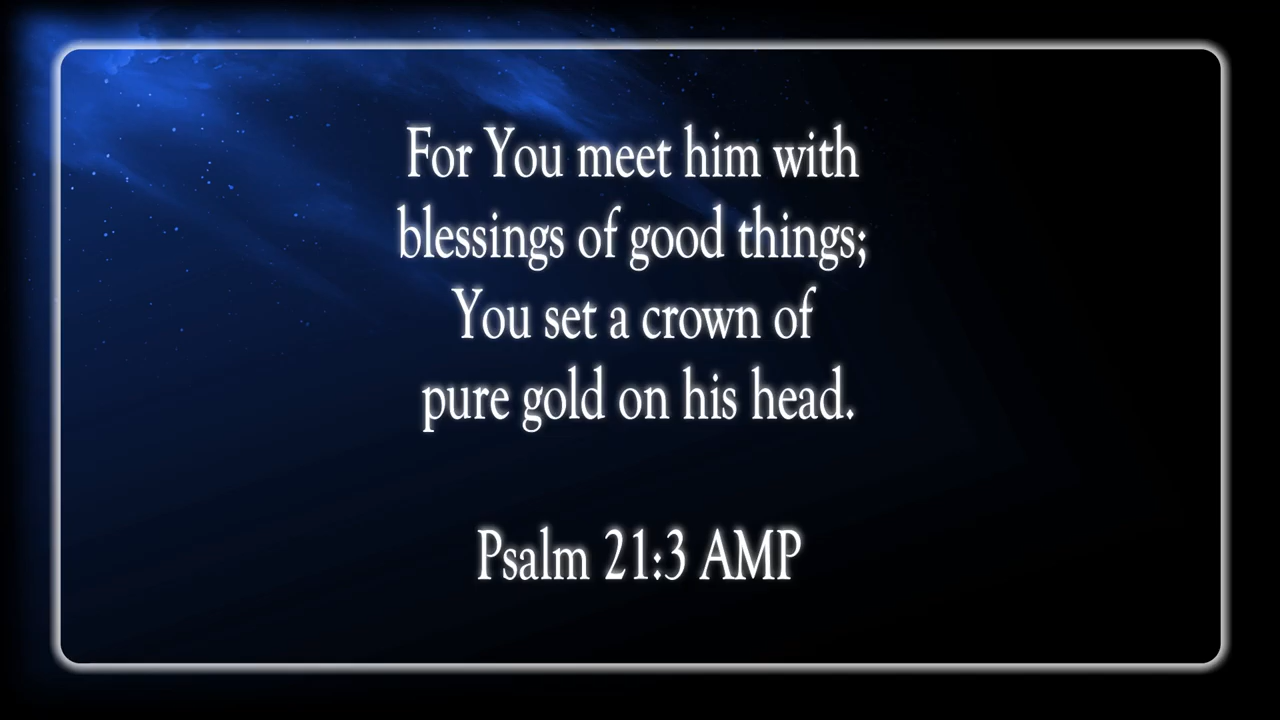 For You meet him with
blessings of good things;
You set a crown of
pure gold on his head.
Psalm 21:3 AMP